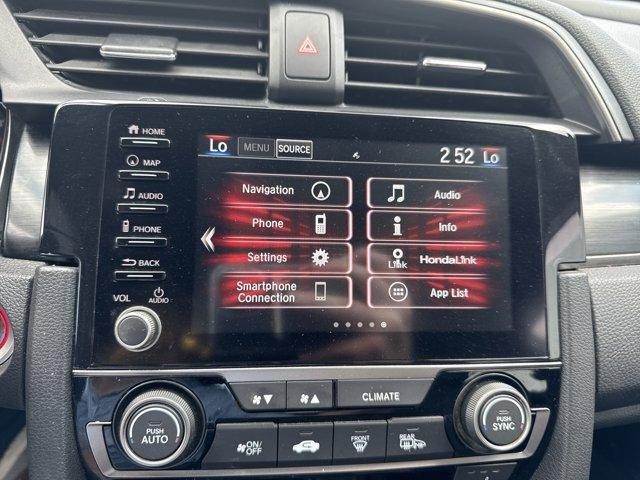 HOME
MAP
AUDIO
PHONE
BACK
VOL AUDIO
Lo MENU SOURCE 2 52 Lo
Navigation Audio
Phone Info
Settings Link HondaLink
Smartphone
Connection App List
CLIMATE
PUSH
AUTO
ON/
OFF
FRONT
REAR
PUSH
SYNC